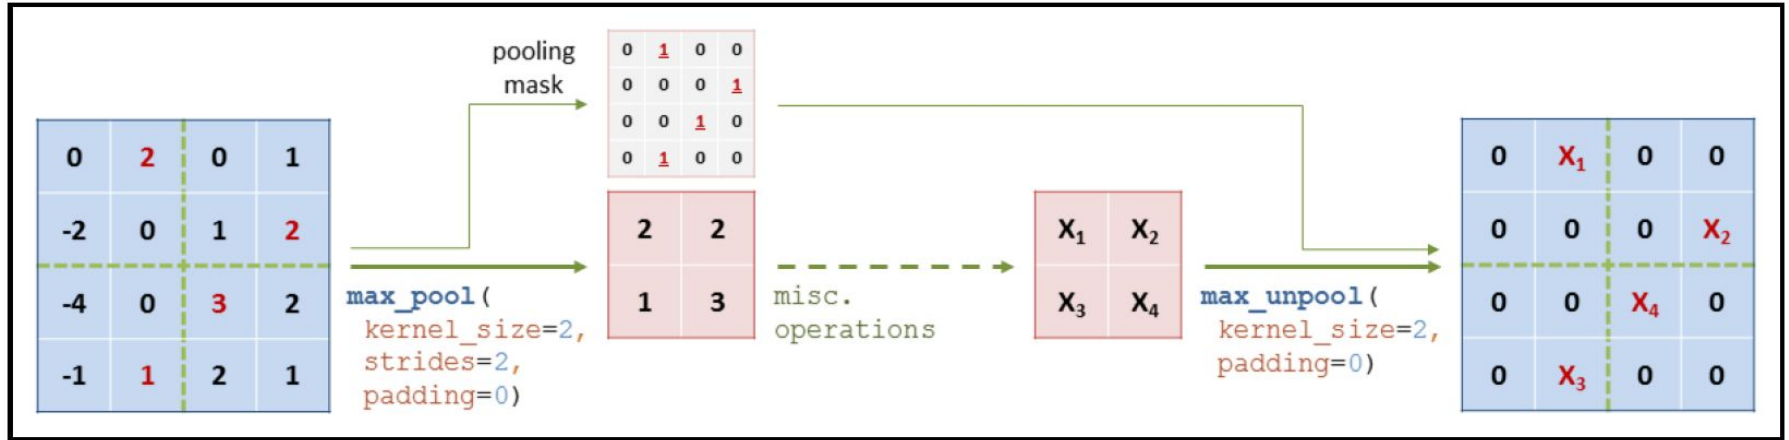 pooling
mask
0 1 0 0
0 0 0 1
0 0 1 0
0 1 0 0
0 2 0 1
-2 0 1 2
-4 0 3 2
-1 1 2 1
max_pool(
kernel_size=2,
strides=2,
padding=0)
2 2
1 3
misc.
operations
X₁ X₂
X₃ X₄
max_unpool(
kernel_size=2,
padding=0)
0 X₁ 0 0
0 0 0 X₂
0 0 X₄ 0
0 X₃ 0 0